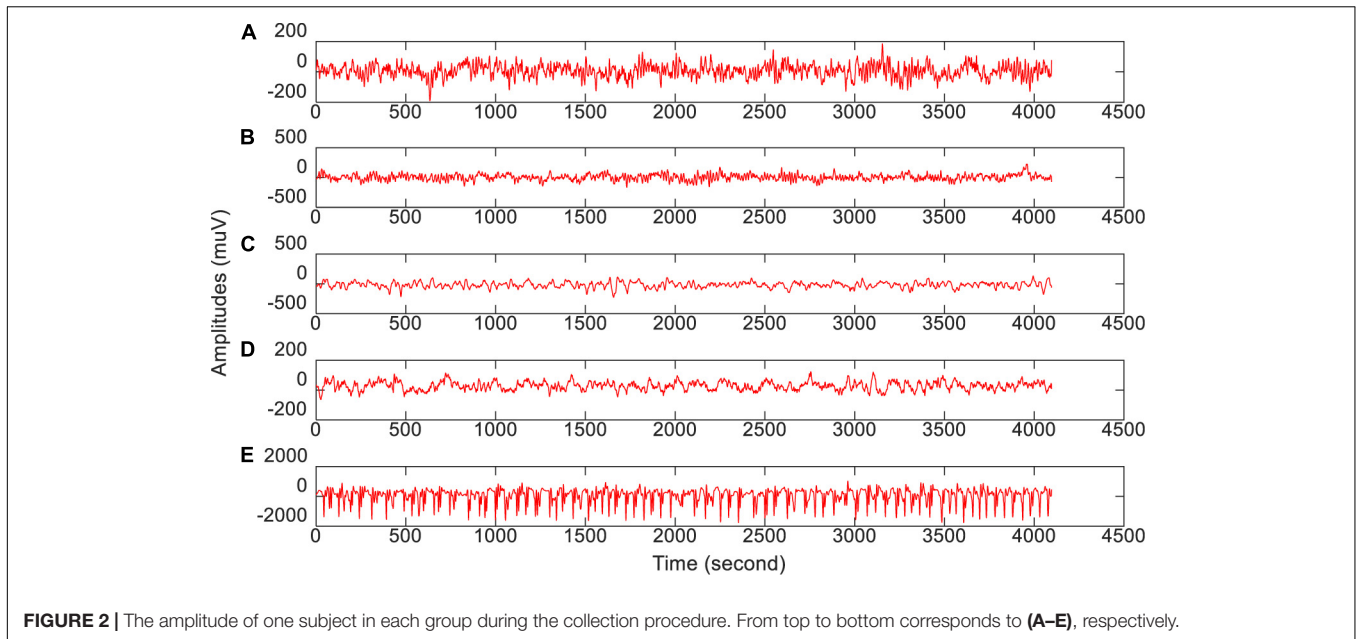 A 200
0
-200
0 500 1000 1500 2000 2500 3000 3500 4000 4500
B 500
0
-500
0 500 1000 1500 2000 2500 3000 3500 4000 4500
C 500
0
-500
0 500 1000 1500 2000 2500 3000 3500 4000 4500
D 200
0
-200
0 500 1000 1500 2000 2500 3000 3500 4000 4500
E 2000
0
-2000
0 500 1000 1500 2000 2500 3000 3500 4000 4500
Amplitudes (muV)
Time (second)
FIGURE 2 | The amplitude of one subject in each group during the collection procedure. From top to bottom corresponds to (A–E), respectively.